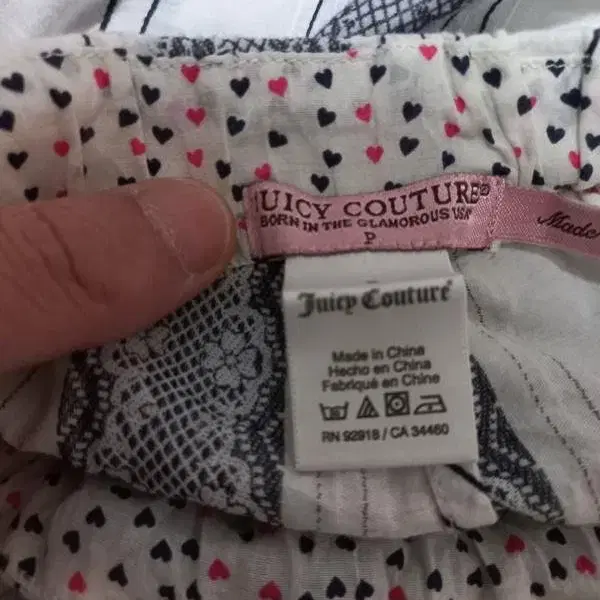 JUICY COUTURE®
BORN IN THE GLAMOROUS USA
P
Made
Juicy Couture
Made in China
Hecho en China
Fabriqué en Chine
RN 92918 / CA 34460